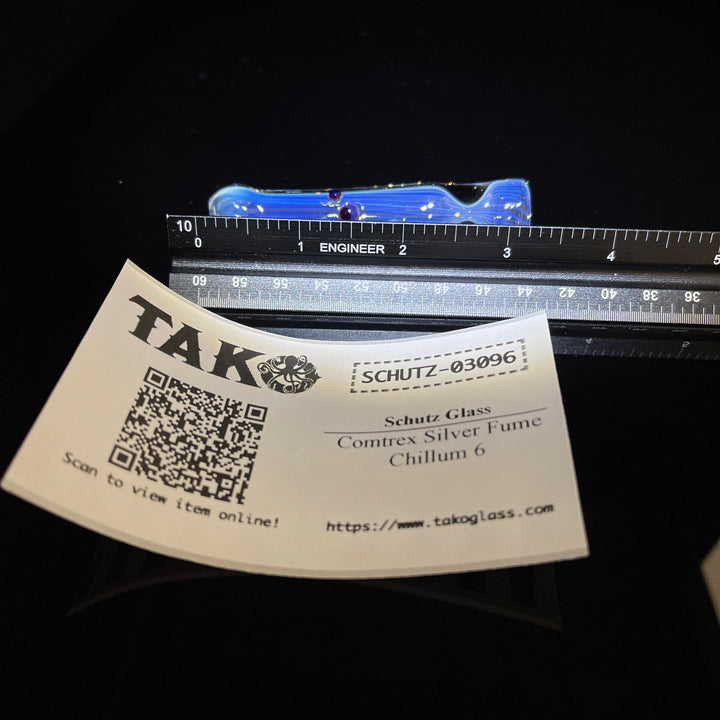 10
0 1 ENGINEER 2 3 4 5
60 58 56 54 52 50 48 46 44 42 40 38 36
2
TAKO
SCHUTZ-03096
Schutz Glass
Comtrex Silver Fume
Chillum 6
Scan to view item online!
https://www.takoglass.com